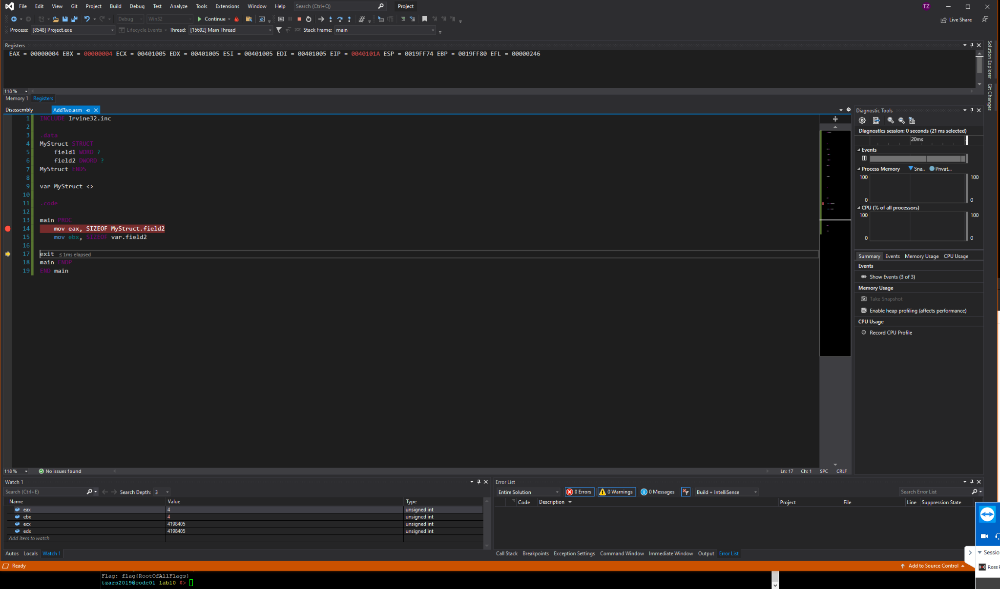 File Edit View Git Project Build Debug Test Analyze Tools Extensions Window Help Search (Ctrl+Q) Project TZ
Debug Win32 Continue Live Share
Process: [8548] Project.exe Lifecycle Events Thread: [15692] Main Thread Stack Frame: main
Registers
EAX = 00000004 EBX = 00000004 ECX = 00401005 EDX = 00401005 ESI = 00401005 EDI = 00401005 EIP = 0040101A ESP = 0019FF74 EBP = 0019FF80 EFL = 00000246
118 %
Memory 1 Registers
Solution Explorer
Git Changes
Disassembly AddTwo.asm
1 INCLUDE Irvine32.inc
2
3 .data
4 MyStruct STRUCT
5 field1 WORD ?
6 field2 DWORD ?
7 MyStruct ENDS
8
9 var MyStruct <>
10
11 .code
12
13 main PROC
14 mov eax, SIZEOF MyStruct.field2
15 mov ebx, SIZEOF var.field2
16
17 exit ≤ 1ms elapsed
18 main ENDP
19 END main
118 % No issues found Ln: 17 Ch: 1 SPC CRLF
Diagnostic Tools
Diagnostics session: 0 seconds (21 ms selected)
20ms
Events
Process Memory Sna.. Privat...
100 100
0 0
CPU (% of all processors)
100 100
0 0
Summary Events Memory Usage CPU Usage
Events
Show Events (3 of 3)
Memory Usage
Take Snapshot
Enable heap profiling (affects performance)
CPU Usage
Record CPU Profile
Watch 1
Search (Ctrl+E) Search Depth: 3
Name Value Type
eax 4 unsigned int
ebx 4 unsigned int
ecx 4198405 unsigned int
edx 4198405 unsigned int
Add item to watch
Autos Locals Watch 1
Error List
Entire Solution 0 Errors 0 Warnings 0 Messages Build + IntelliSense Search Error List
Code Description Project File Line Suppression State
Call Stack Breakpoints Exception Settings Command Window Immediate Window Output Error List
Sessio
Ross
Ready Add to Source Control
Flag: flag{RootOfAllFlags}
tzars2019@code01 lab10 $>